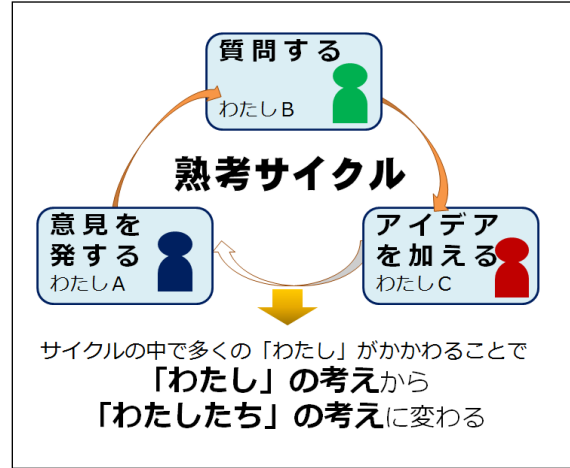 質問する
わたしB
熟考サイクル
意見を
発する
わたしA
アイデア
を加える
わたしC
サイクルの中で多くの「わたし」がかかわることで
「わたし」の考えから
「わたしたち」の考えに変わる